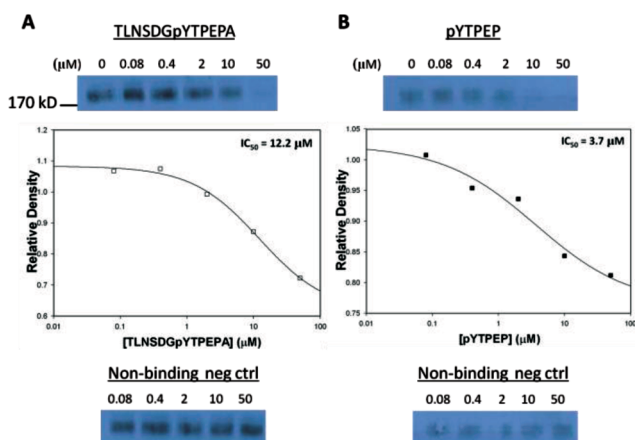 A
TLNSDGpYTPEPA
(μM) 0 0.08 0.4 2 10 50
170 kD
1.2
1.1
1.0
0.9
0.8
0.7
0.6
Relative Density
IC50 = 12.2 μM
0.01 0.1 1 10 100
[TLNSDGpYTPEPA] (μM)
Non-binding neg ctrl
0.08 0.4 2 10 50
B
pYTPEP
(μM) 0 0.08 0.4 2 10 50
1.05
1.00
0.95
0.90
0.85
0.80
0.75
Relative Density
IC50 = 3.7 μM
0.01 0.1 1 10 100
[pYTPEP] (μM)
Non-binding neg ctrl
0.08 0.4 2 10 50